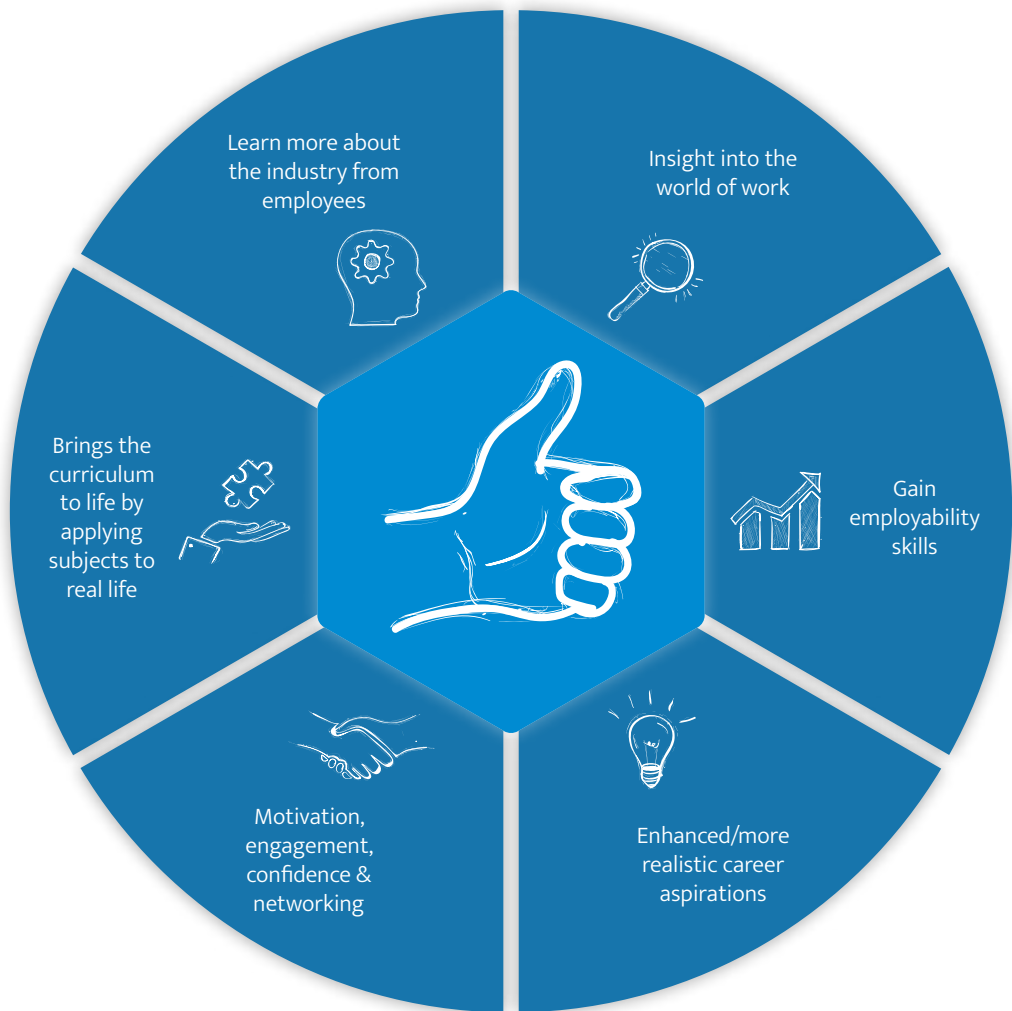 Learn more about
the industry from
employees
Insight into the
world of work
Gain
employability
skills
Enhanced/more
realistic career
aspirations
Motivation,
engagement,
confidence &
networking
Brings the
curriculum
to life by
applying
subjects to
real life